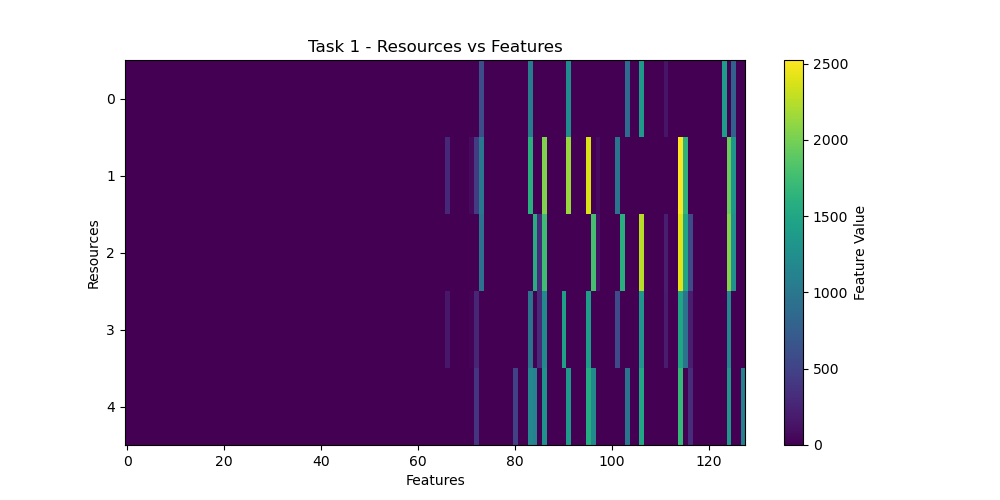 Task 1 - Resources vs Features
0
1
2
3
4
Resources
0 20 40 60 80 100 120
Features
2500
2000
1500
1000
500
0
Feature Value